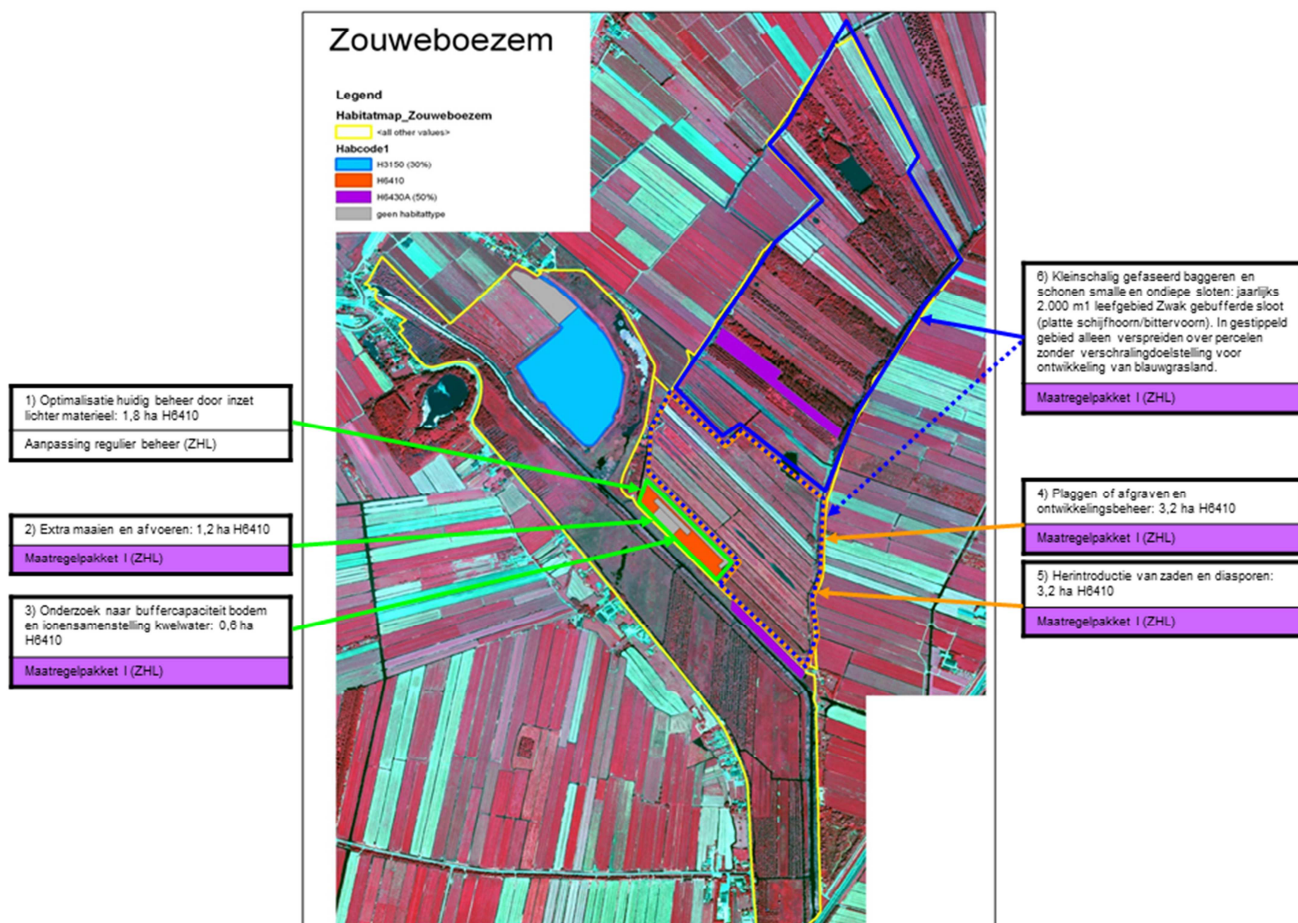 Zouweboezem
Legend
Habitatmap_Zouweboezem
<all other values>
Habcode1
H3150 (30%)
H6410
H6430A (50%)
geen habitattype
1) Optimalisatie huidig beheer door inzet
lichter materieel: 1,8 ha H6410
Aanpassing regulier beheer (ZHL)
2) Extra maaien en afvoeren: 1,2 ha H6410
Maatregelpakket I (ZHL)
3) Onderzoek naar buffercapaciteit bodem
en ionensamenstelling kwelwater: 0,6 ha
H6410
Maatregelpakket I (ZHL)
6) Kleinschalig gefaseerd baggeren en
schonen smalle en ondiepe sloten: jaarlijks
2.000 m1 leefgebied Zwak gebufferde sloot
(platte schijfhoorn/bittervoorn). In gestippeld
gebied alleen verspreiden over percelen
zonder verschralingdoelstelling voor
ontwikkeling van blauwgrasland.
Maatregelpakket I (ZHL)
4) Plaggen of afgraven en
ontwikkelingsbeheer: 3,2 ha H6410
Maatregelpakket I (ZHL)
5) Herintroductie van zaden en diasporen:
3,2 ha H6410
Maatregelpakket I (ZHL)